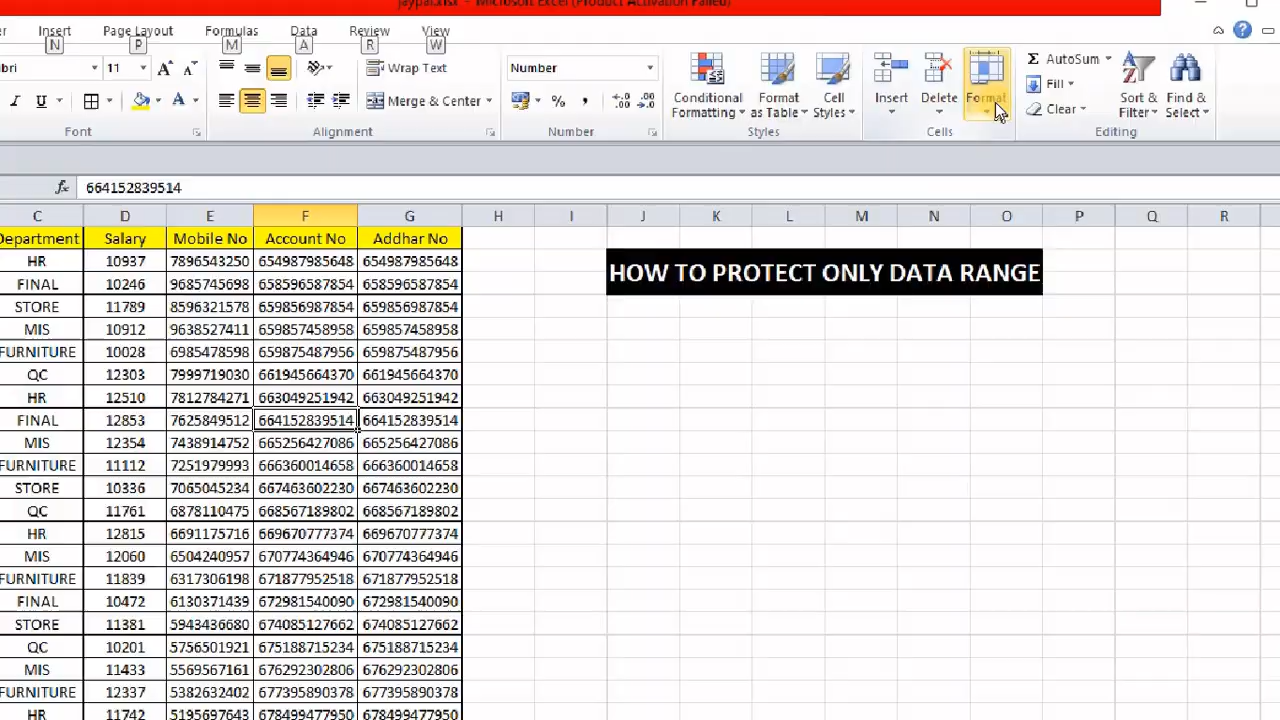 jaypal.xlsx - Microsoft Excel (Product Activation Failed)
Insert Page Layout Formulas Data Review View
N P M A R W
11 A A Wrap Text Number AutoSum
Fill
I U A Merge & Center % , Conditional Formatting Format as Table Cell Styles Insert Delete Format Clear Sort & Filter Find & Select
Font Alignment Number Styles Cells Editing
fx 664152839514
C D E F G H I J K L M N O P Q R
Department Salary Mobile No Account No Addhar No
HR 10937 7896543250 654987985648 654987985648
HOW TO PROTECT ONLY DATA RANGE
FINAL 10246 9685745698 658596587854 658596587854
STORE 11789 8596321578 659856987854 659856987854
MIS 10912 9638527411 659857458958 659857458958
FURNITURE 10028 6985478598 659875487956 659875487956
QC 12303 7999719030 661945664370 661945664370
HR 12510 7812784271 663049251942 663049251942
FINAL 12853 7625849512 664152839514 664152839514
MIS 12354 7438914752 665256427086 665256427086
FURNITURE 11112 7251979993 666360014658 666360014658
STORE 10336 7065045234 667463602230 667463602230
QC 11761 6878110475 668567189802 668567189802
HR 12815 6691175716 669670777374 669670777374
MIS 12060 6504240957 670774364946 670774364946
FURNITURE 11839 6317306198 671877952518 671877952518
FINAL 10472 6130371439 672981540090 672981540090
STORE 11381 5943436680 674085127662 674085127662
QC 10201 5756501921 675188715234 675188715234
MIS 11433 5569567161 676292302806 676292302806
FURNITURE 12337 5382632402 677395890378 677395890378
HR 11742 5195697643 678499477950 678499477950